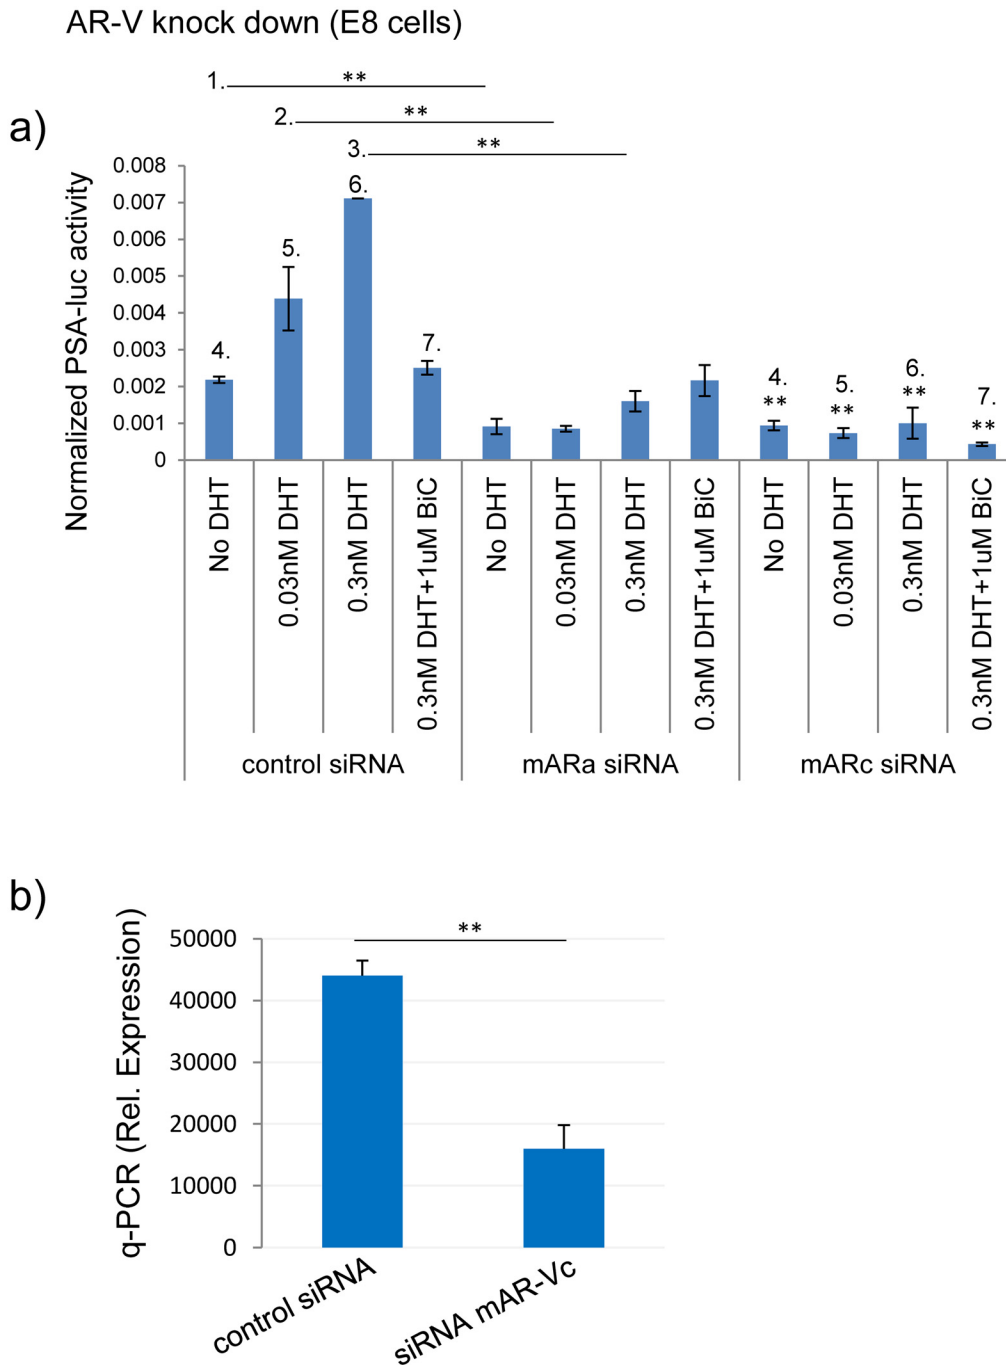 AR-V knock down (E8 cells)
1. **
2. **
3. **
a)
Normalized PSA-luc activity
0.008
0.007
0.006
0.005
0.004
0.003
0.002
0.001
0
4.
5.
6.
7.
4.
**
5.
**
6.
**
7.
**
No DHT
0.03nM DHT
0.3nM DHT
0.3nM DHT+1uM BiC
No DHT
0.03nM DHT
0.3nM DHT
0.3nM DHT+1uM BiC
No DHT
0.03nM DHT
0.3nM DHT
0.3nM DHT+1uM BiC
control siRNA
mARa siRNA
mARc siRNA
b)
q-PCR (Rel. Expression)
**
50000
40000
30000
20000
10000
0
control siRNA
siRNA mAR-Vc